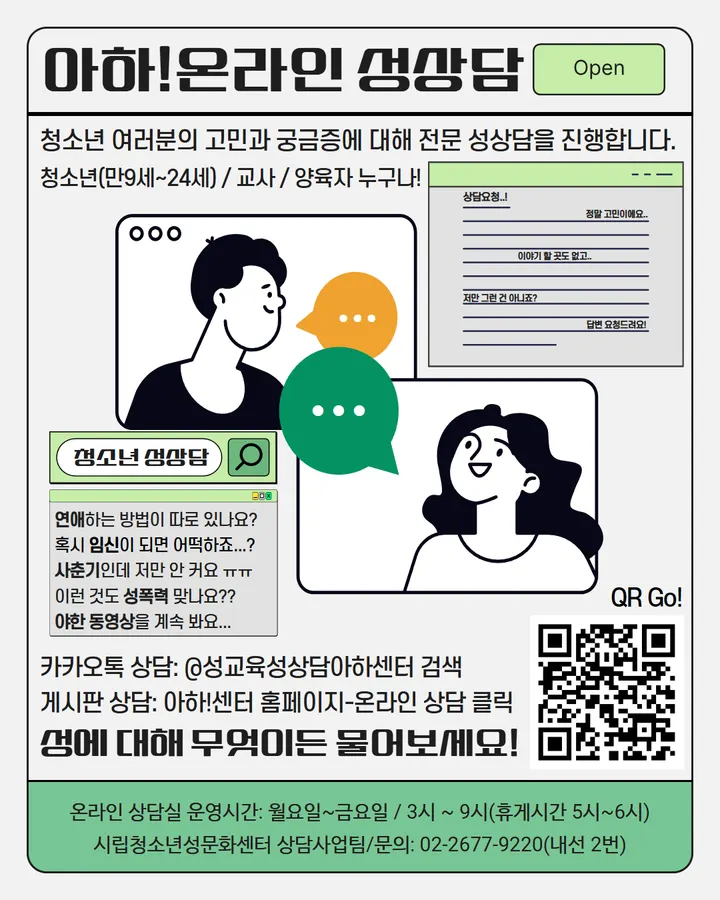 아하!온라인 성상담
Open
청소년 여러분의 고민과 궁금증에 대해 전문 성상담을 진행합니다.
청소년(만9세~24세) / 교사 / 양육자 누구나!
상담요청..!
정말 고민이에요..
이야기 할 곳도 없고..
저만 그런 건 아니죠?
답변 요청드려요!
청소년 성상담
연애하는 방법이 따로 있나요?
혹시 임신이 되면 어떡하죠...?
사춘기인데 저만 안 커요 ㅠㅠ
이런 것도 성폭력 맞나요??
야한 동영상을 계속 봐요...
QR Go!
카카오톡 상담: @성교육성상담아하센터 검색
게시판 상담: 아하!센터 홈페이지-온라인 상담 클릭
성에 대해 무엇이든 물어보세요!
온라인 상담실 운영시간: 월요일~금요일 / 3시 ~ 9시(휴게시간 5시~6시)
시립청소년성문화센터 상담사업팀/문의: 02-2677-9220(내선 2번)